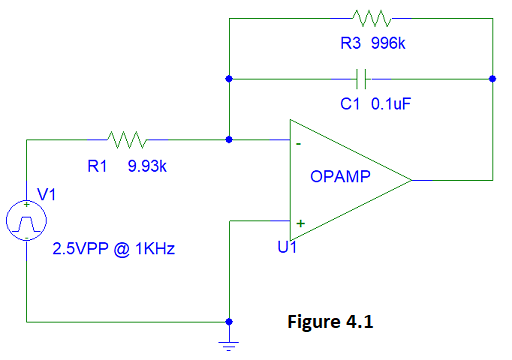 R3 996k
C1 0.1uF
-
R1 9.93k
OPAMP
V1
+
-
+
U1
2.5VPP @ 1KHz
Figure 4.1